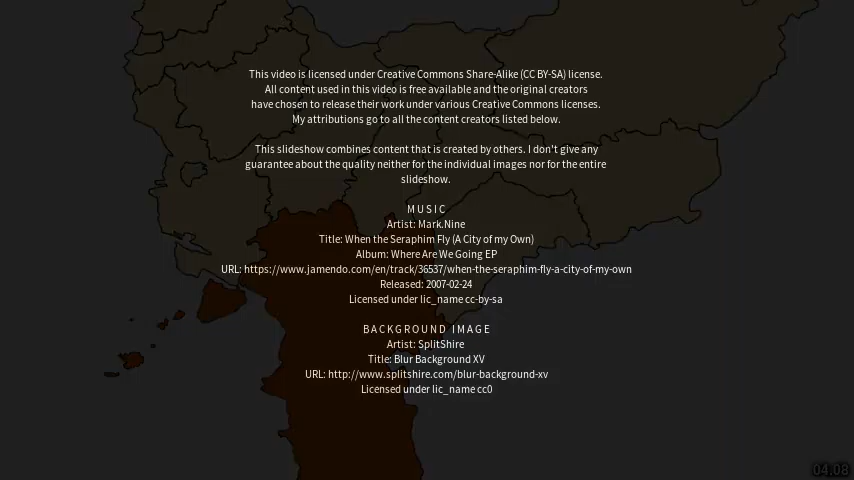 This video is licensed under Creative Commons Share-Alike (CC BY-SA) license.
All content used in this video is free available and the original creators
have chosen to release their work under various Creative Commons licenses.
My attributions go to all the content creators listed below.
This slideshow combines content that is created by others. I don't give any
guarantee about the quality neither for the individual images nor for the entire
slideshow.
MUSIC
Artist: Mark.Nine
Title: When the Seraphim Fly (A City of my Own)
Album: Where Are We Going EP
URL: https://www.jamendo.com/en/track/36537/when-the-seraphim-fly-a-city-of-my-own
Released: 2007-02-24
Licensed under lic_name cc-by-sa
BACKGROUND IMAGE
Artist: SplitShire
Title: Blur Background XV
URL: http://www.splitshire.com/blur-background-xv
Licensed under lic_name cc0
04:08